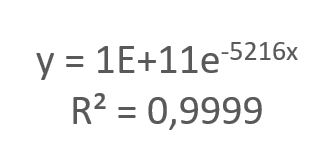 y = 1E+11e⁻⁵²¹⁶ˣ
R² = 0,9999